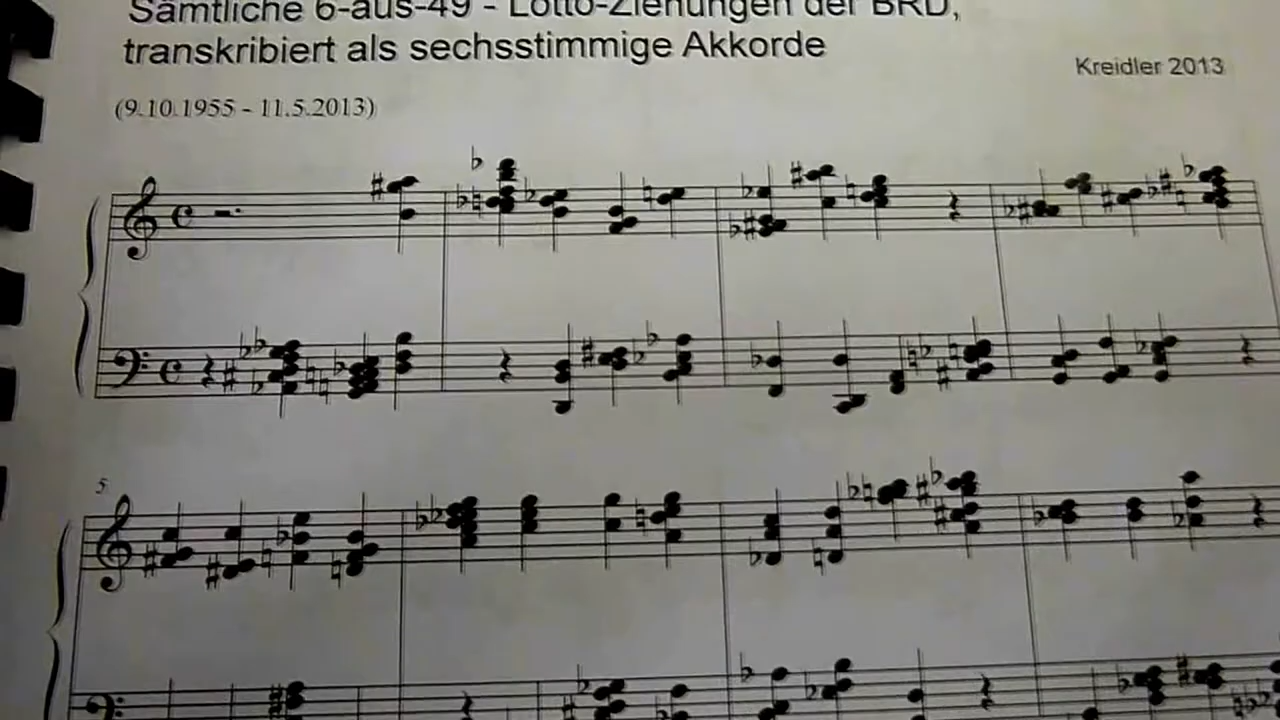 Sämtliche 6-aus-49 - Lotto-Ziehungen der BRD,
transkribiert als sechsstimmige Akkorde
Kreidler 2013
(9.10.1955 - 11.5.2013)
5